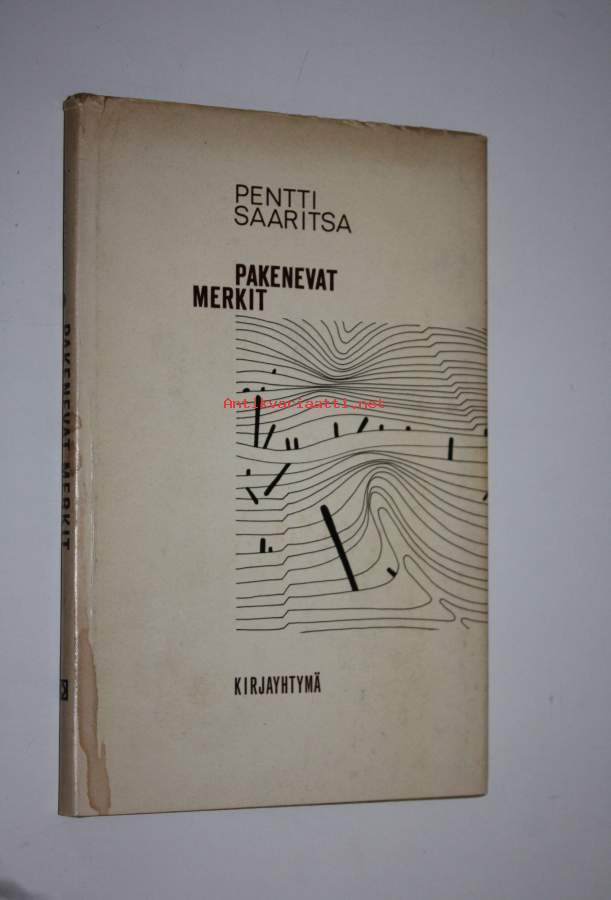 PENTTI
SAARITSA
PAKENEVAT
MERKIT
Antikvariaatti.net
KIRJAYHTYMÄ
PAKENEVAT MERKIT